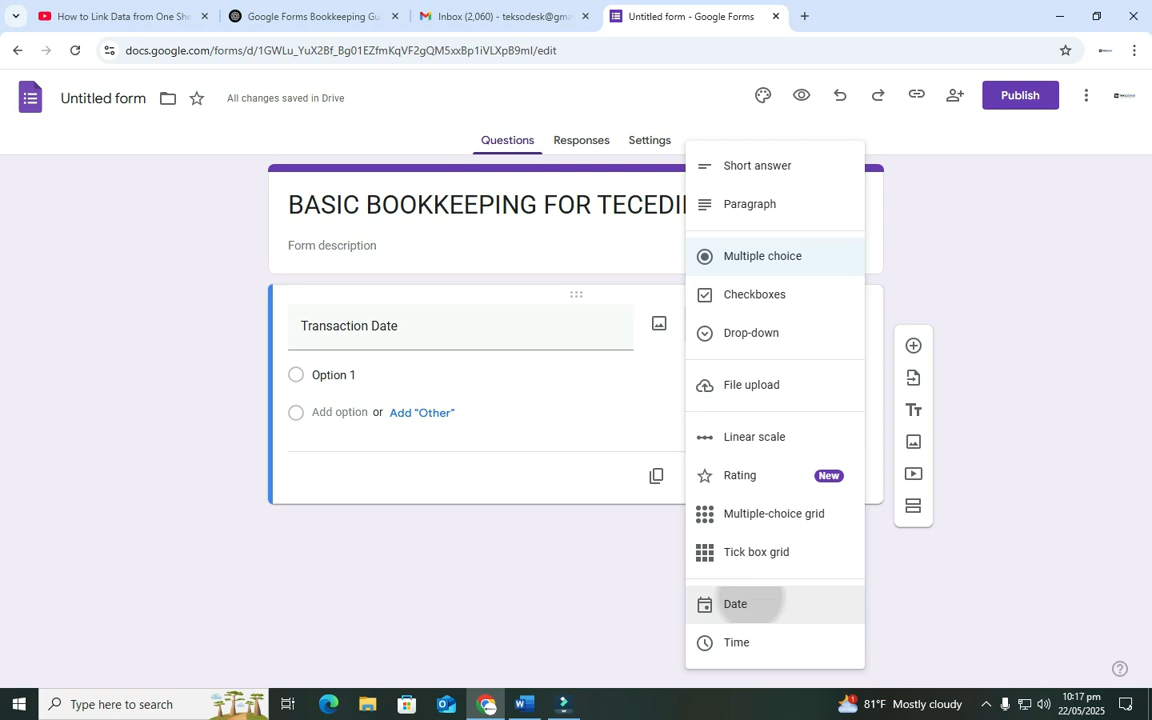 How to Link Data from One She
Google Forms Bookkeeping Gui
Inbox (2,060) - teksodesk@gma
Untitled form - Google Forms
docs.google.com/forms/d/1GWLu_YuX2Bf_Bg01EZfmKqVF2gQM5xxBp1iVLXpB9mI/edit
Untitled form
All changes saved in Drive
Publish
Questions
Responses
Settings
BASIC BOOKKEEPING FOR TECEDI
Form description
Transaction Date
Option 1
Add option or Add "Other"
Short answer
Paragraph
Multiple choice
Checkboxes
Drop-down
File upload
Linear scale
Rating New
Multiple-choice grid
Tick box grid
Date
Time
Type here to search
81°F Mostly cloudy
10:17 pm
22/05/2025